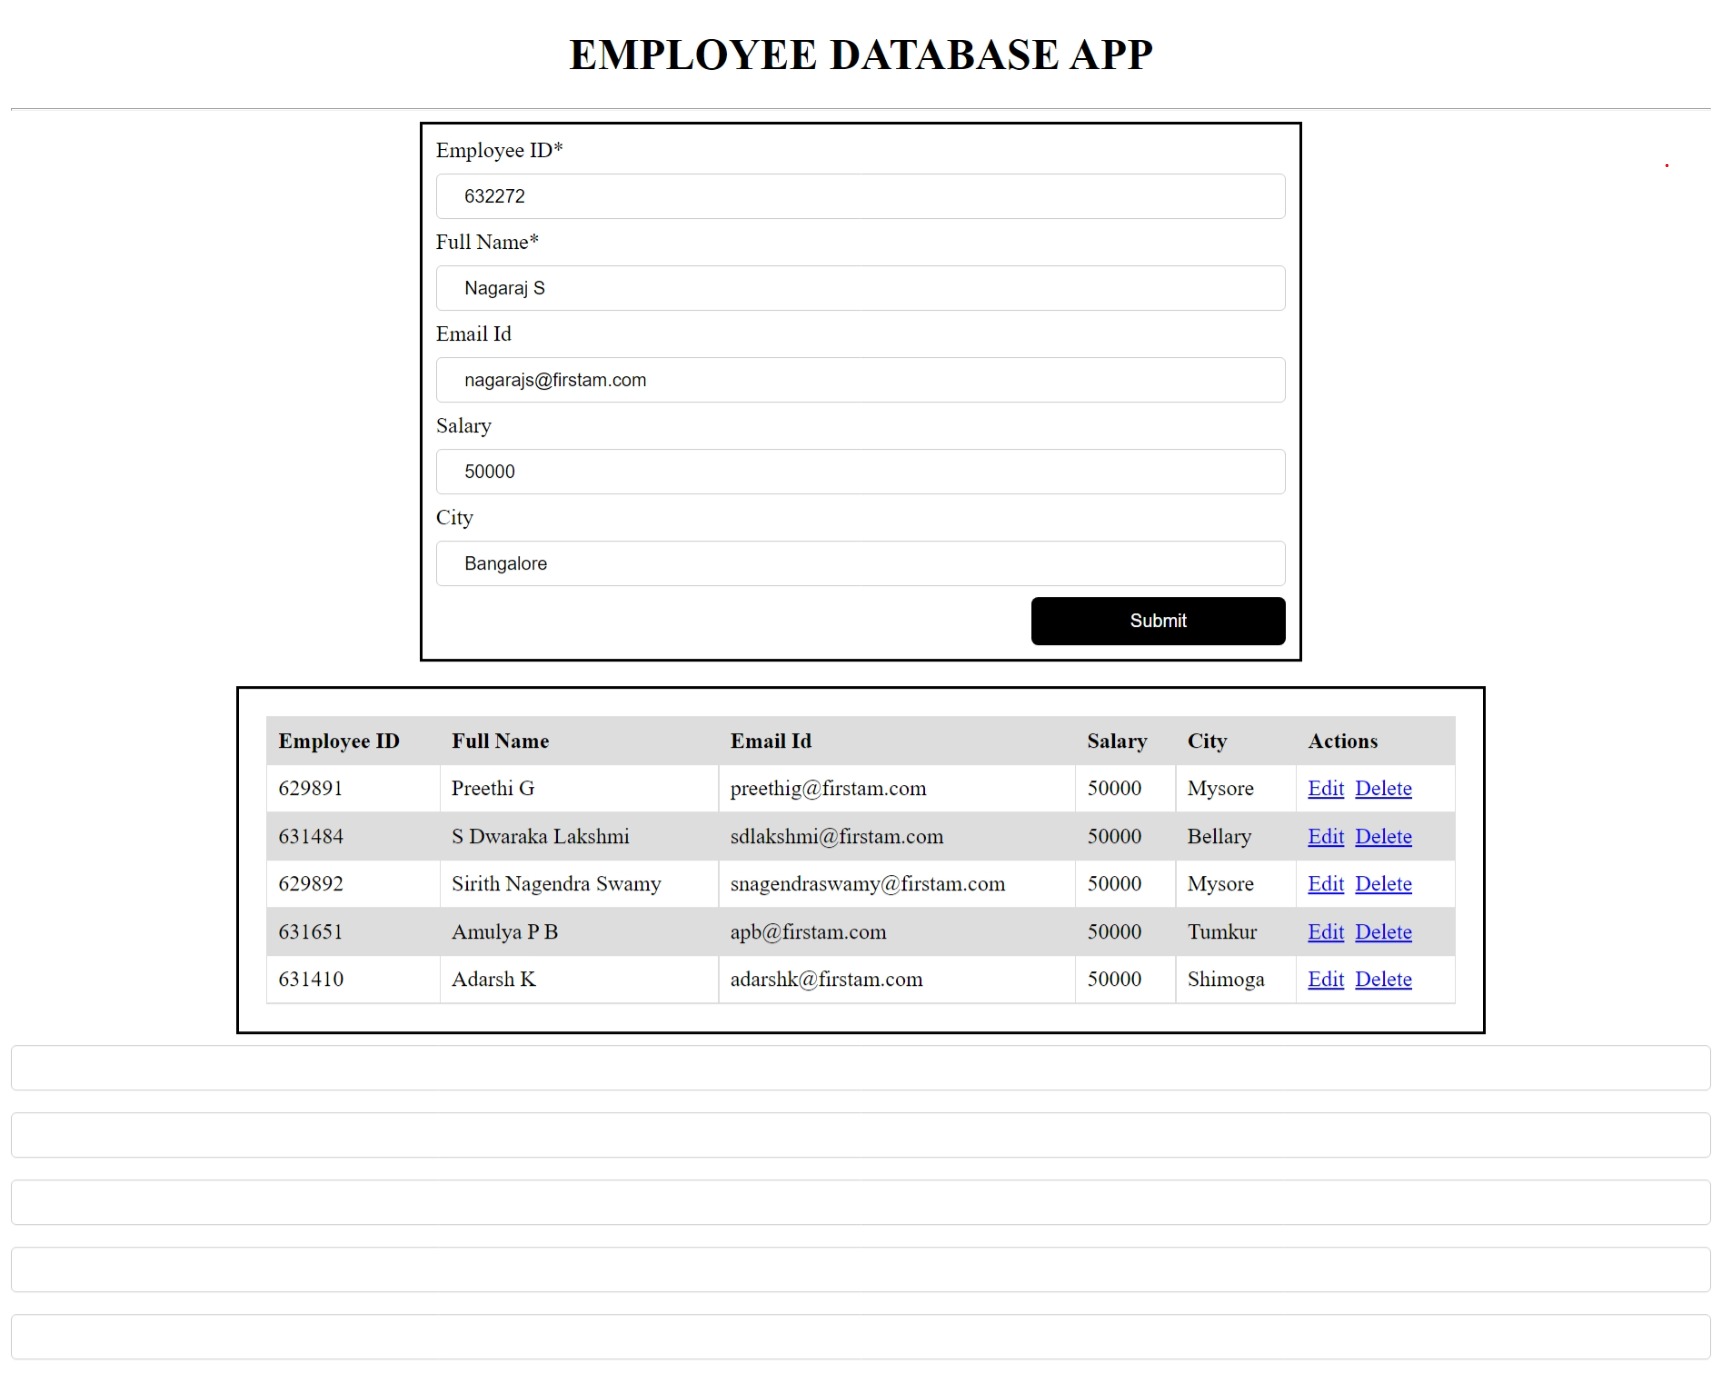 EMPLOYEE DATABASE APP
Employee ID*
632272
Full Name*
Nagaraj S
Email Id
nagarajs@firstam.com
Salary
50000
City
Bangalore
Submit
Employee ID Full Name Email Id Salary City Actions
629891 Preethi G preethig@firstam.com 50000 Mysore Edit Delete
631484 S Dwaraka Lakshmi sdlakshmi@firstam.com 50000 Bellary Edit Delete
629892 Sirith Nagendra Swamy snagendraswamy@firstam.com 50000 Mysore Edit Delete
631651 Amulya P B apb@firstam.com 50000 Tumkur Edit Delete
631410 Adarsh K adarshk@firstam.com 50000 Shimoga Edit Delete